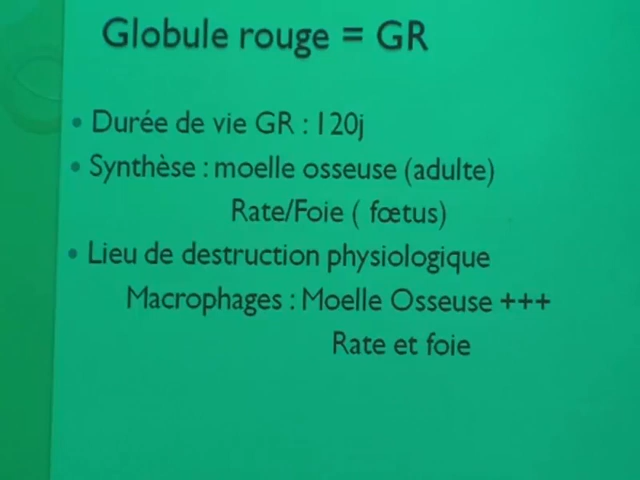 Globule rouge = GR
• Durée de vie GR : 120j
• Synthèse : moelle osseuse (adulte)
Rate/Foie ( fœtus)
• Lieu de destruction physiologique
Macrophages : Moelle Osseuse +++
Rate et foie